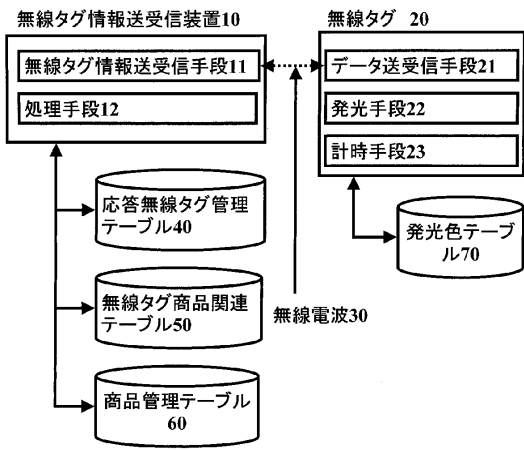 無線タグ情報送受信装置10
無線タグ情報送受信手段11
処理手段12
無線タグ 20
データ送受信手段21
発光手段22
計時手段23
応答無線タグ管理
テーブル40
無線タグ商品関連
テーブル50
商品管理テーブル
60
無線電波30
発光色テーブ
ル70